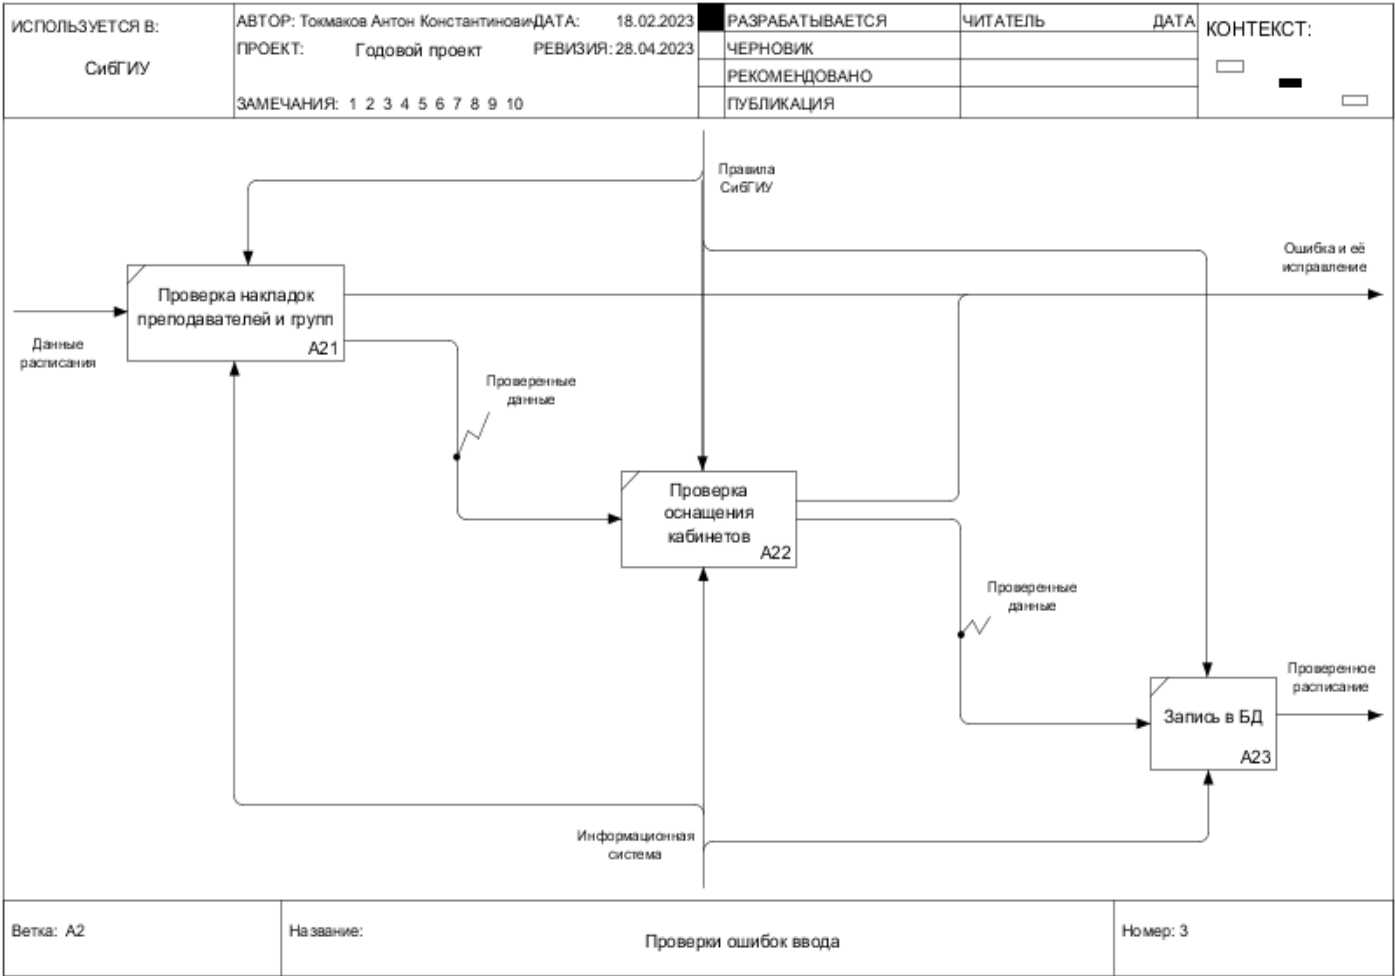 ИСПОЛЬЗУЕТСЯ В:
СибГИУ
АВТОР: Токмаков Антон Константинович
ДАТА: 18.02.2023
ПРОЕКТ: Годовой проект
РЕВИЗИЯ: 28.04.2023
ЗАМЕЧАНИЯ: 1 2 3 4 5 6 7 8 9 10
РАЗРАБАТЫВАЕТСЯ
ЧЕРНОВИК
РЕКОМЕНДОВАНО
ПУБЛИКАЦИЯ
ЧИТАТЕЛЬ ДАТА
КОНТЕКСТ:
Правила
СибГИУ
Ошибка и её
исправление
Проверка накладок
преподавателей и групп
A21
Данные
расписания
Проверенные
данные
Проверка
оснащения
кабинетов
A22
Проверенные
данные
Проверенное
расписание
Запись в БД
A23
Информационная
система
Ветка: A2
Название:
Проверки ошибок ввода
Номер: 3